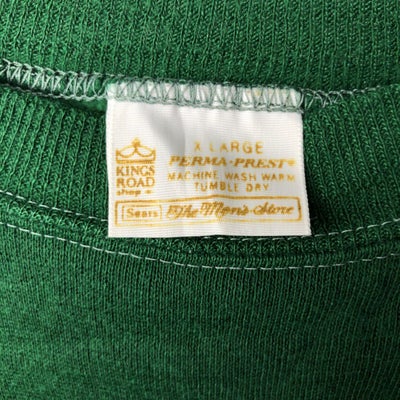 KINGS
ROAD
shop
X LARGE
PERMA-PREST®
MACHINE WASH WARM
TUMBLE DRY
Sears The Men's Store